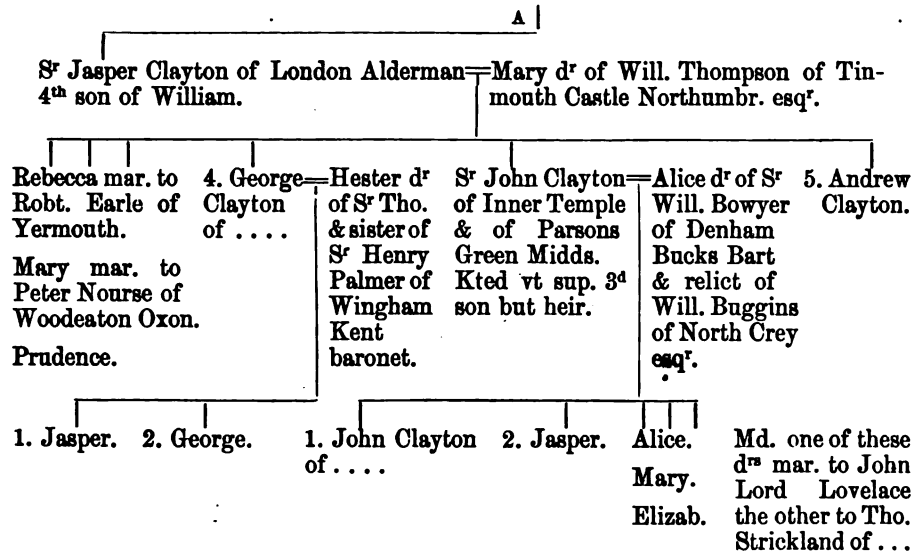 A
Sʳ Jasper Clayton of London Alderman=Mary dʳ of Will. Thompson of Tin-
4ᵗʰ son of William.
mouth Castle Northumbr. esqʳ.
Rebecca mar. to
Robt. Earle of
Yermouth.
Mary mar. to
Peter Nourse of
Woodeaton Oxon.
Prudence.
4. George=
Clayton
of ....
Hester dʳ
of Sʳ Tho.
& sister of
Sʳ Henry
Palmer of
Wingham
Kent
baronet.
Sʳ John Clayton=
of Inner Temple
& of Parsons
Green Midds.
Kted vt sup. 3ᵈ
son but heir.
Alice dʳ of Sʳ
Will. Bowyer
of Denham
Bucks Bart
& relict of
Will. Buggins
of North Crey
esqʳ.
5. Andrew
Clayton.
1. Jasper.
2. George.
1. John Clayton
of ....
2. Jasper.
Alice.
Mary.
Elizab.
Md. one of these
dʳˢ mar. to John
Lord Lovelace
the other to Tho.
Strickland of ...